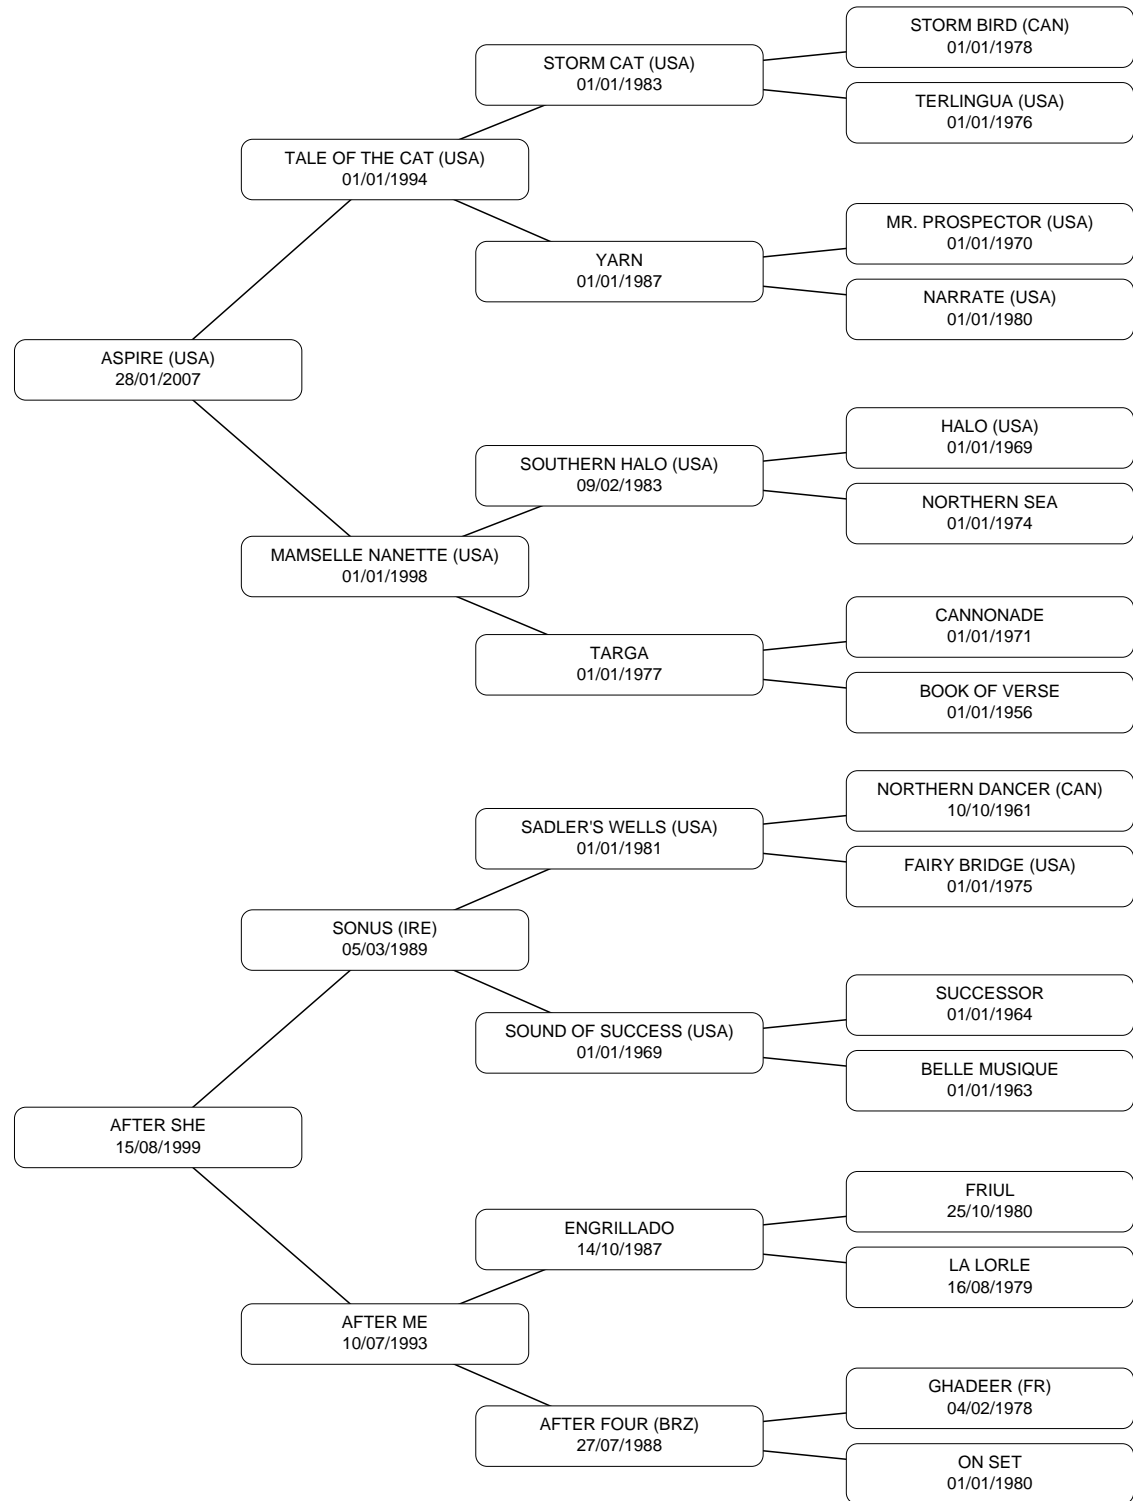 STORM BIRD (CAN)
01/01/1978
STORM CAT (USA)
01/01/1983
TERLINGUA (USA)
01/01/1976
TALE OF THE CAT (USA)
01/01/1994
MR. PROSPECTOR (USA)
01/01/1970
YARN
01/01/1987
NARRATE (USA)
01/01/1980
ASPIRE (USA)
28/01/2007
HALO (USA)
01/01/1969
SOUTHERN HALO (USA)
09/02/1983
NORTHERN SEA
01/01/1974
MAMSELLE NANETTE (USA)
01/01/1998
CANNONADE
01/01/1971
TARGA
01/01/1977
BOOK OF VERSE
01/01/1956
NORTHERN DANCER (CAN)
10/10/1961
SADLER'S WELLS (USA)
01/01/1981
FAIRY BRIDGE (USA)
01/01/1975
SONUS (IRE)
05/03/1989
SUCCESSOR
01/01/1964
SOUND OF SUCCESS (USA)
01/01/1969
BELLE MUSIQUE
01/01/1963
AFTER SHE
15/08/1999
FRIUL
25/10/1980
ENGRILLADO
14/10/1987
LA LORLE
16/08/1979
AFTER ME
10/07/1993
GHADEER (FR)
04/02/1978
AFTER FOUR (BRZ)
27/07/1988
ON SET
01/01/1980